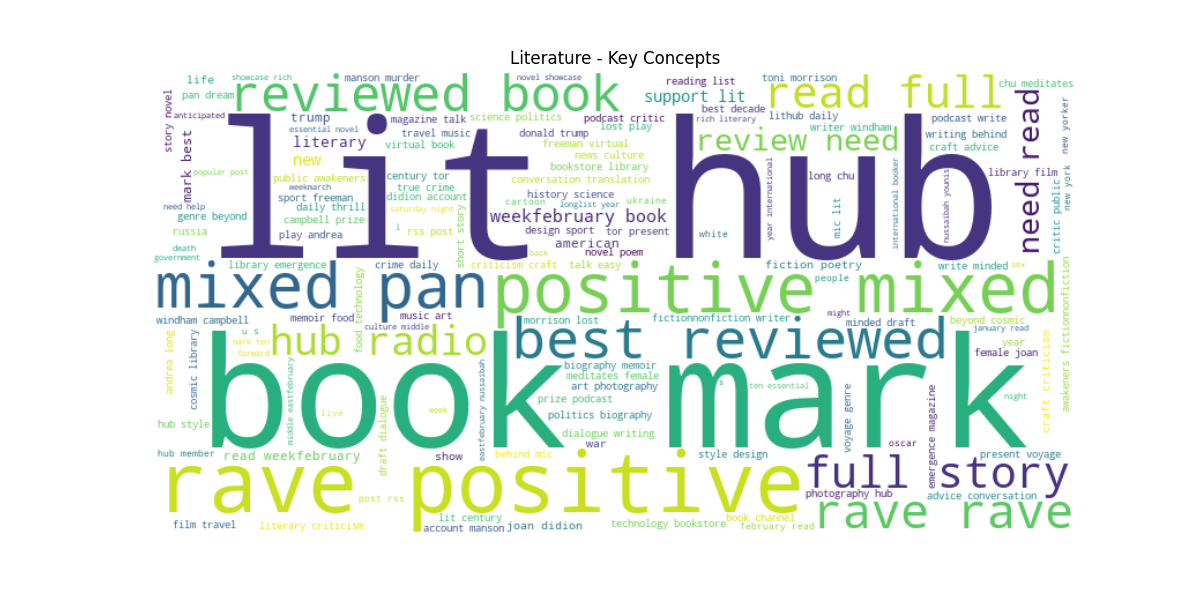 Literature - Key Concepts
life
showcase rich
manson murder
novel showcase
reading list
toni morrison
chu meditates
pan dream
reviewed book
support lit
read full
story novel
anticipated
trump
magazine talk
science politics
podcast critic
best decade
rich literary
lithub daily
podcast write
need read
new yorker
essential novel
travel music
donald trump
lost play
writer windham
writing behind
mark best
literary
virtual book
freeman virtual
review need
craft advice
lit hub
new
news culture
popular post
century tor
bookstore library
long chu
library film
public awakeners
conversation translation
weekmarch
true crime
history science
year international
international booker
nussaibah younis
critic public
new york
sport freeman
didion account
cartoon
longlist year
ukraine
need help
daily thrill
saturday night
weekfebruary book
mic lit
genre beyond
campbell prize
l
rss post
short story
design sport
tor present
white
russia
play andrea
american
back
novel poem
death
government
library emergence
crime daily
criticism craft
talk easy
fiction poetry
write minded
sex
mixed pan
food technology
positive mixed
people
awakeners fictionnonfiction
windham campbell
memoir food
music art
morrison lost
fictionnonfiction writer
might
minded draft
beyond cosmic
culture middle
january read
u s
andrea long
cosmic library
mark ten
hub radio
best reviewed
year
forward
female joan
craft criticism
book mark
biography memoir
meditates female
middle eastfebruary
eastfebruary nussaibah
art photography
s
ten essential
voyage genre
emergence magazine
night
prize podcast
live
week
politics biography
hub style
draft dialogue
dialogue writing
war
oscar
hub member
read weekfebruary
show
behind mic
style design
present voyage
rave positive
full story
post rss
photography hub
advice conversation
rave rave
film travel
literary criticism
lit century
account manson
joan didion
technology bookstore
book channel
february read